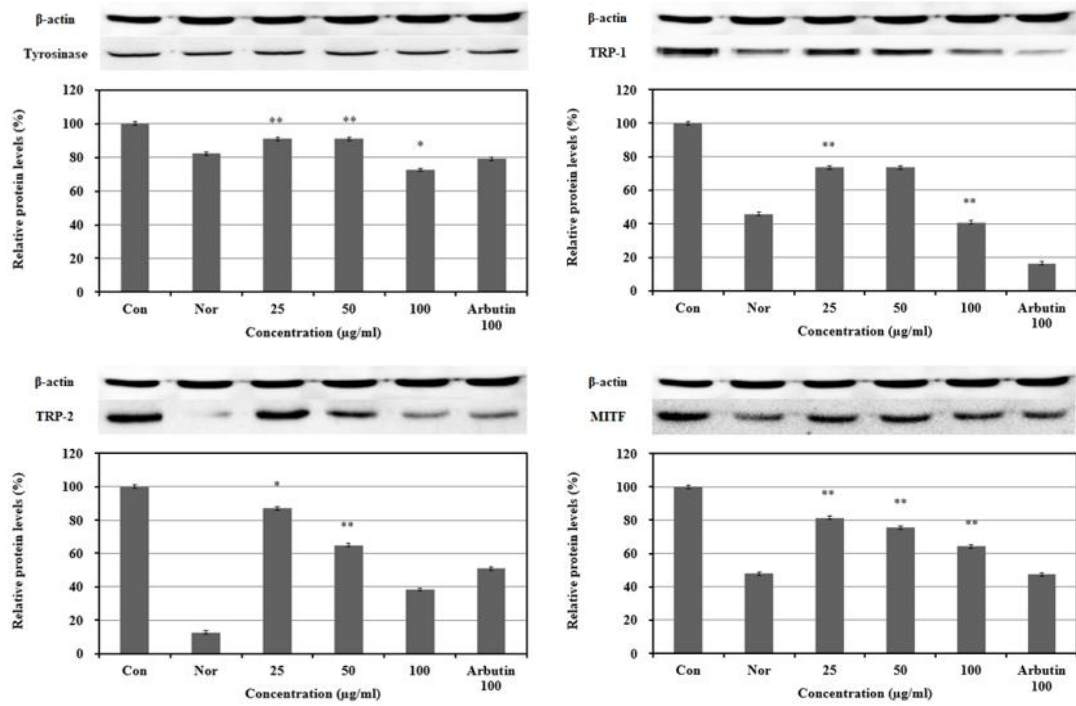 β-actin
Tyrosinase
Relative protein levels (%)
120
100
80
60
40
20
0
** ** *
Con Nor 25 50 100 Arbutin
100
Concentration (μg/ml)
β-actin
TRP-1
Relative protein levels (%)
120
100
80
60
40
20
0
** **
Con Nor 25 50 100 Arbutin
100
Concentration (μg/ml)
β-actin
TRP-2
Relative protein levels (%)
120
100
80
60
40
20
0
* **
Con Nor 25 50 100 Arbutin
100
Concentration (μg/ml)
β-actin
MITF
Relative protein levels (%)
120
100
80
60
40
20
0
** ** **
Con Nor 25 50 100 Arbutin
100
Concentration (μg/ml)